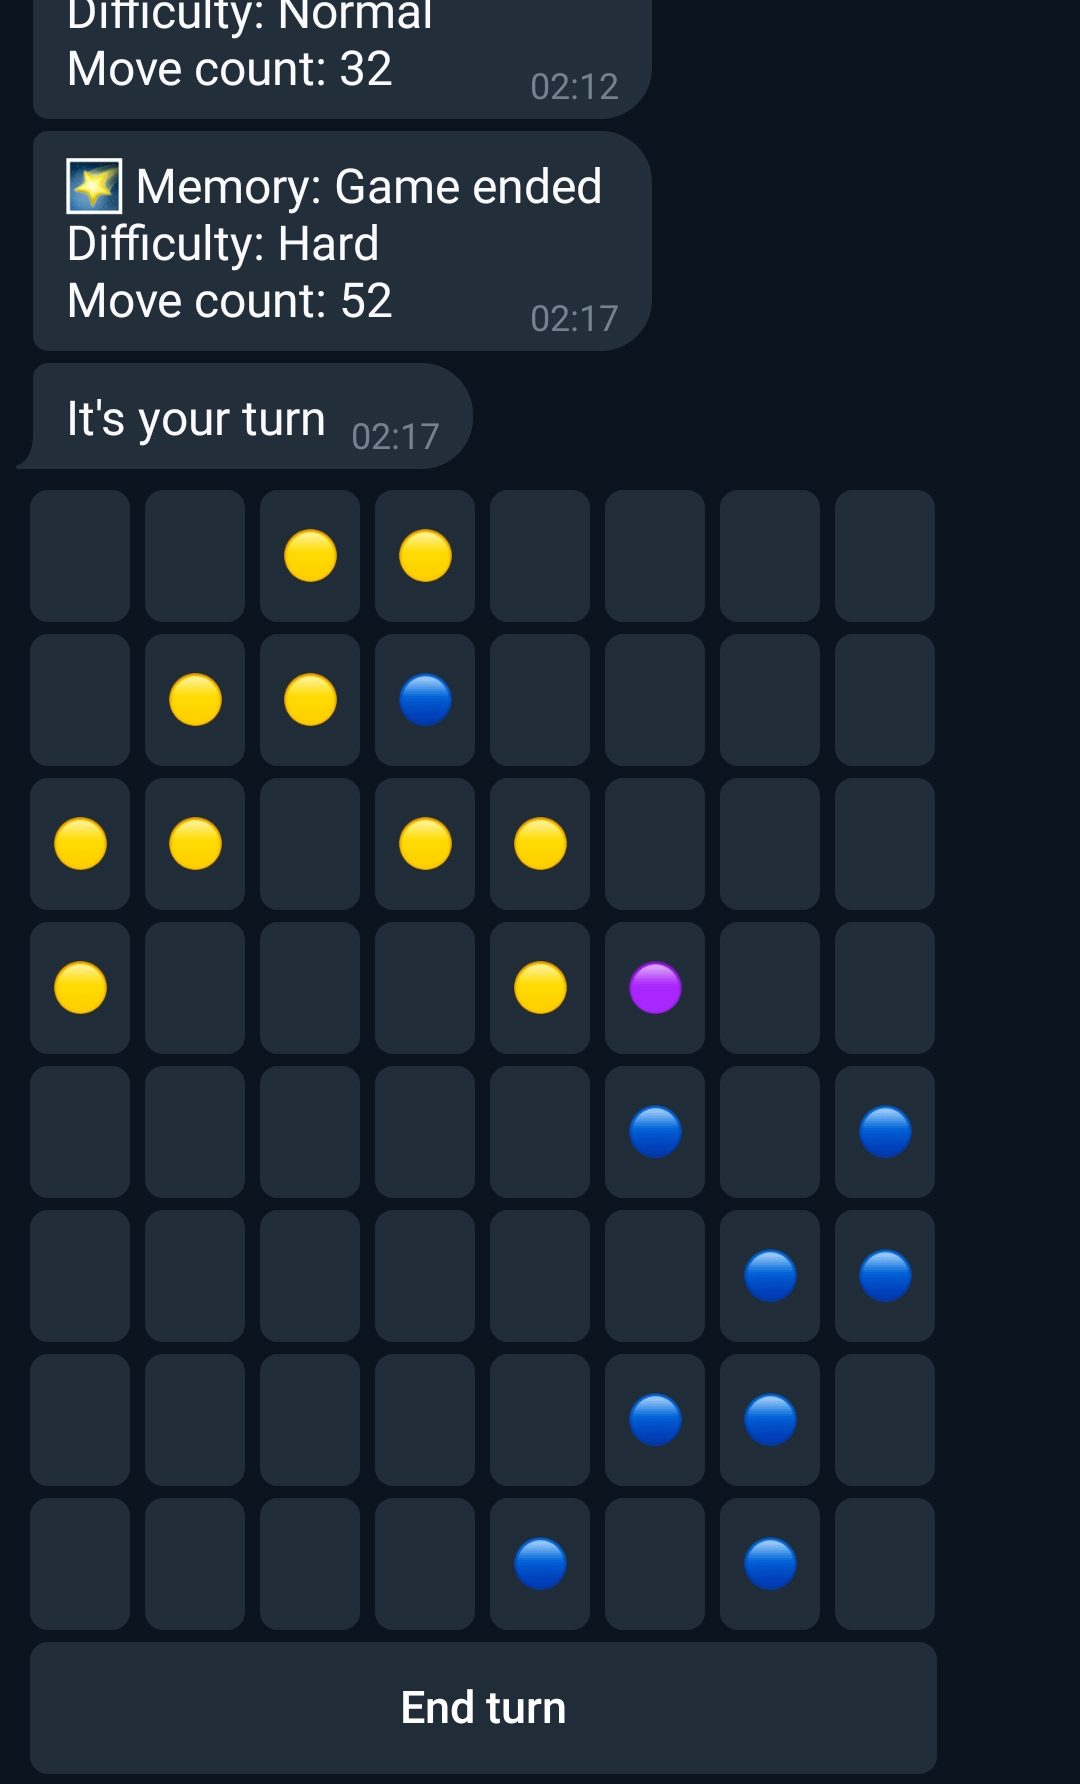 Difficulty: Normal
Move count: 32
02:12
Memory: Game ended
Difficulty: Hard
Move count: 52
02:17
It's your turn
02:17
End turn